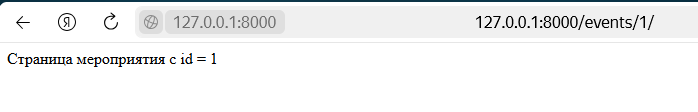 127.0.0.1:8000 127.0.0.1:8000/events/1/
Страница мероприятия с id = 1